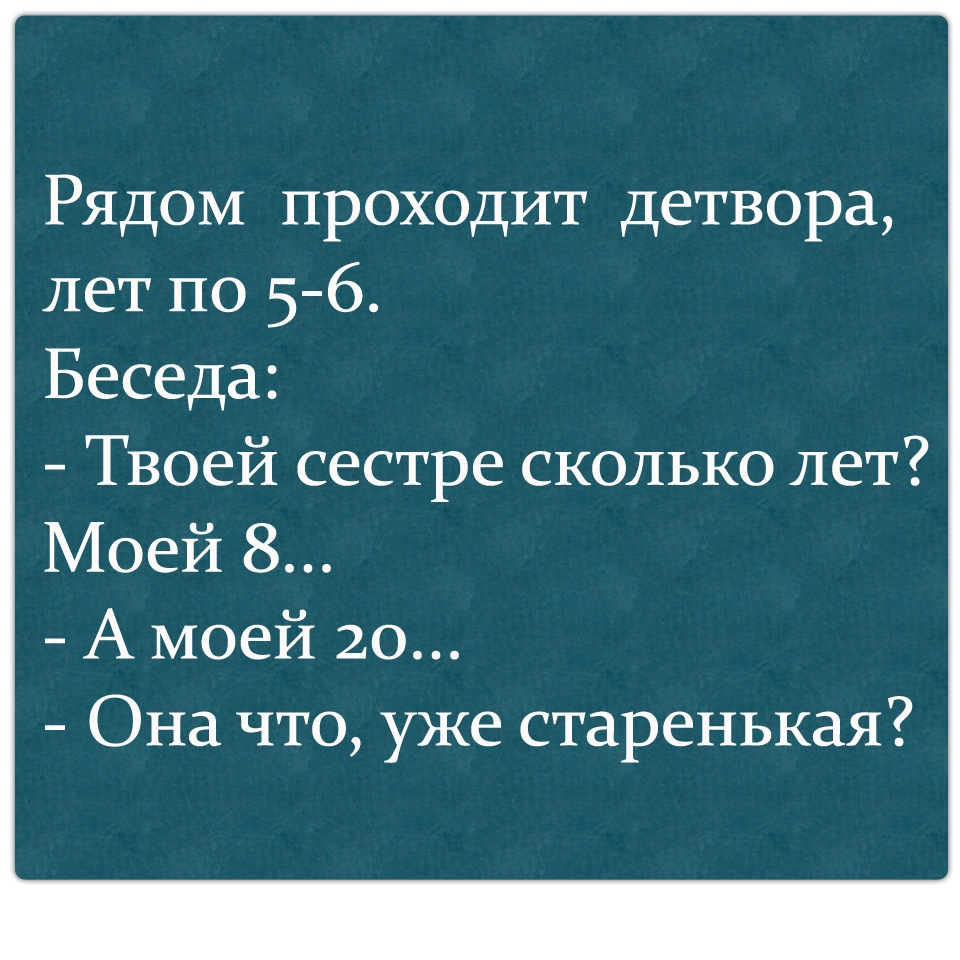 Рядом проходит детвора,
лет по 5-6.
Беседа:
- Твоей сестре сколько лет?
Моей 8...
- А моей 20...
- Она что, уже старенькая?